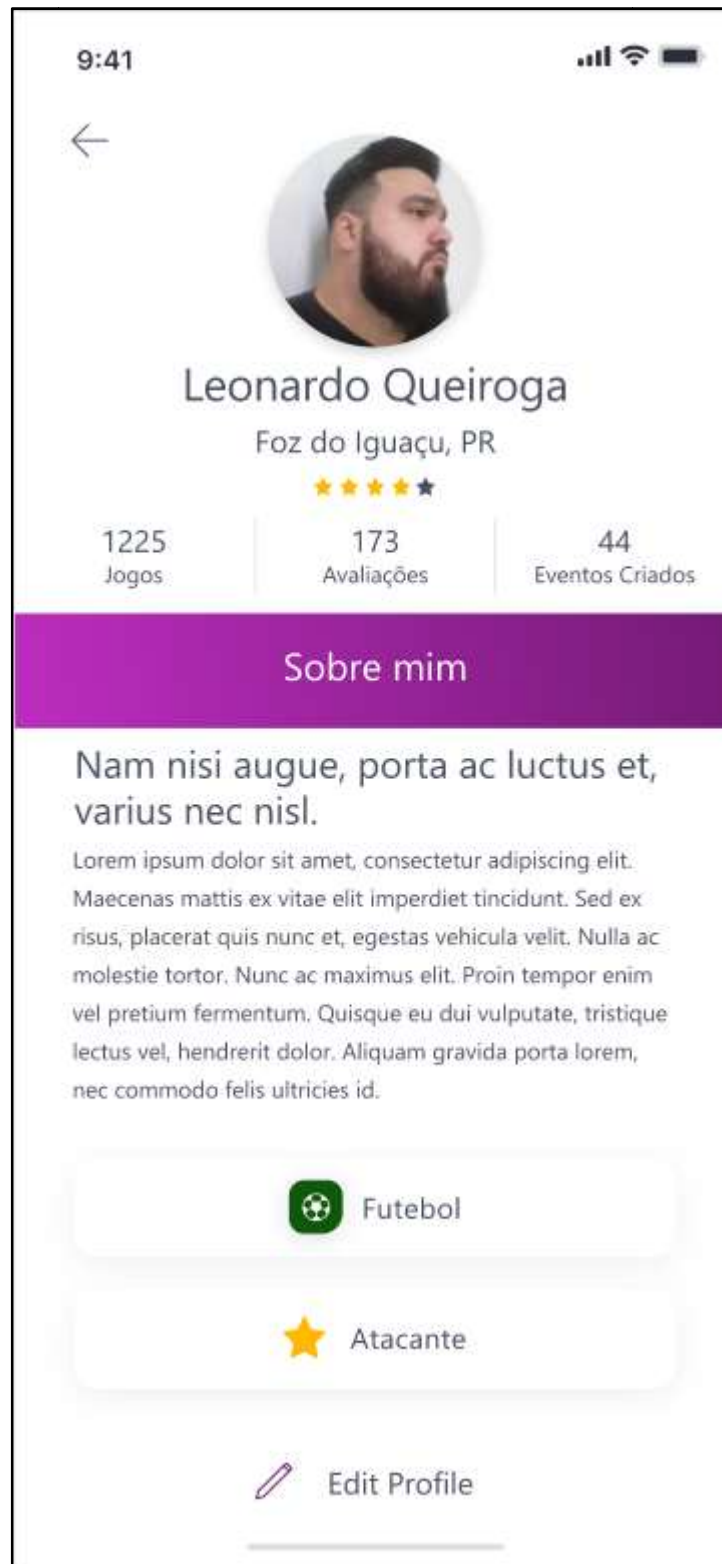 9:41
Leonardo Queiroga
Foz do Iguaçu, PR
1225
Jogos
173
Avaliações
44
Eventos Criados
Sobre mim
Nam nisi augue, porta ac luctus et,
varius nec nisl.
Lorem ipsum dolor sit amet, consectetur adipiscing elit.
Maecenas mattis ex vitae elit imperdiet tincidunt. Sed ex
risus, placerat quis nunc et, egestas vehicula velit. Nulla ac
molestie tortor. Nunc ac maximus elit. Proin tempor enim
vel pretium fermentum. Quisque eu dui vulputate, tristique
lectus vel, hendrerit dolor. Aliquam gravida porta lorem,
nec commodo felis ultricies id.
Futebol
Atacante
Edit Profile